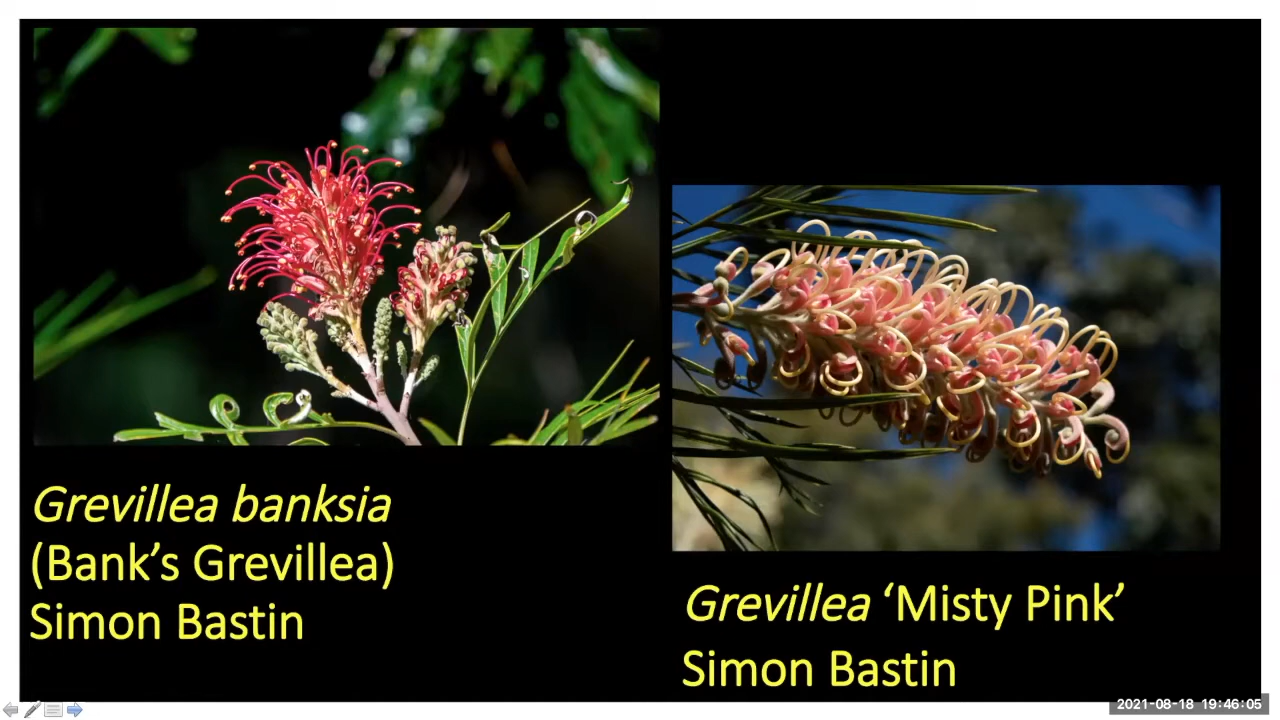 Grevillea banksia
(Bank’s Grevillea)
Simon Bastin
Grevillea ‘Misty Pink’
Simon Bastin
2021-08-18 19:46:05